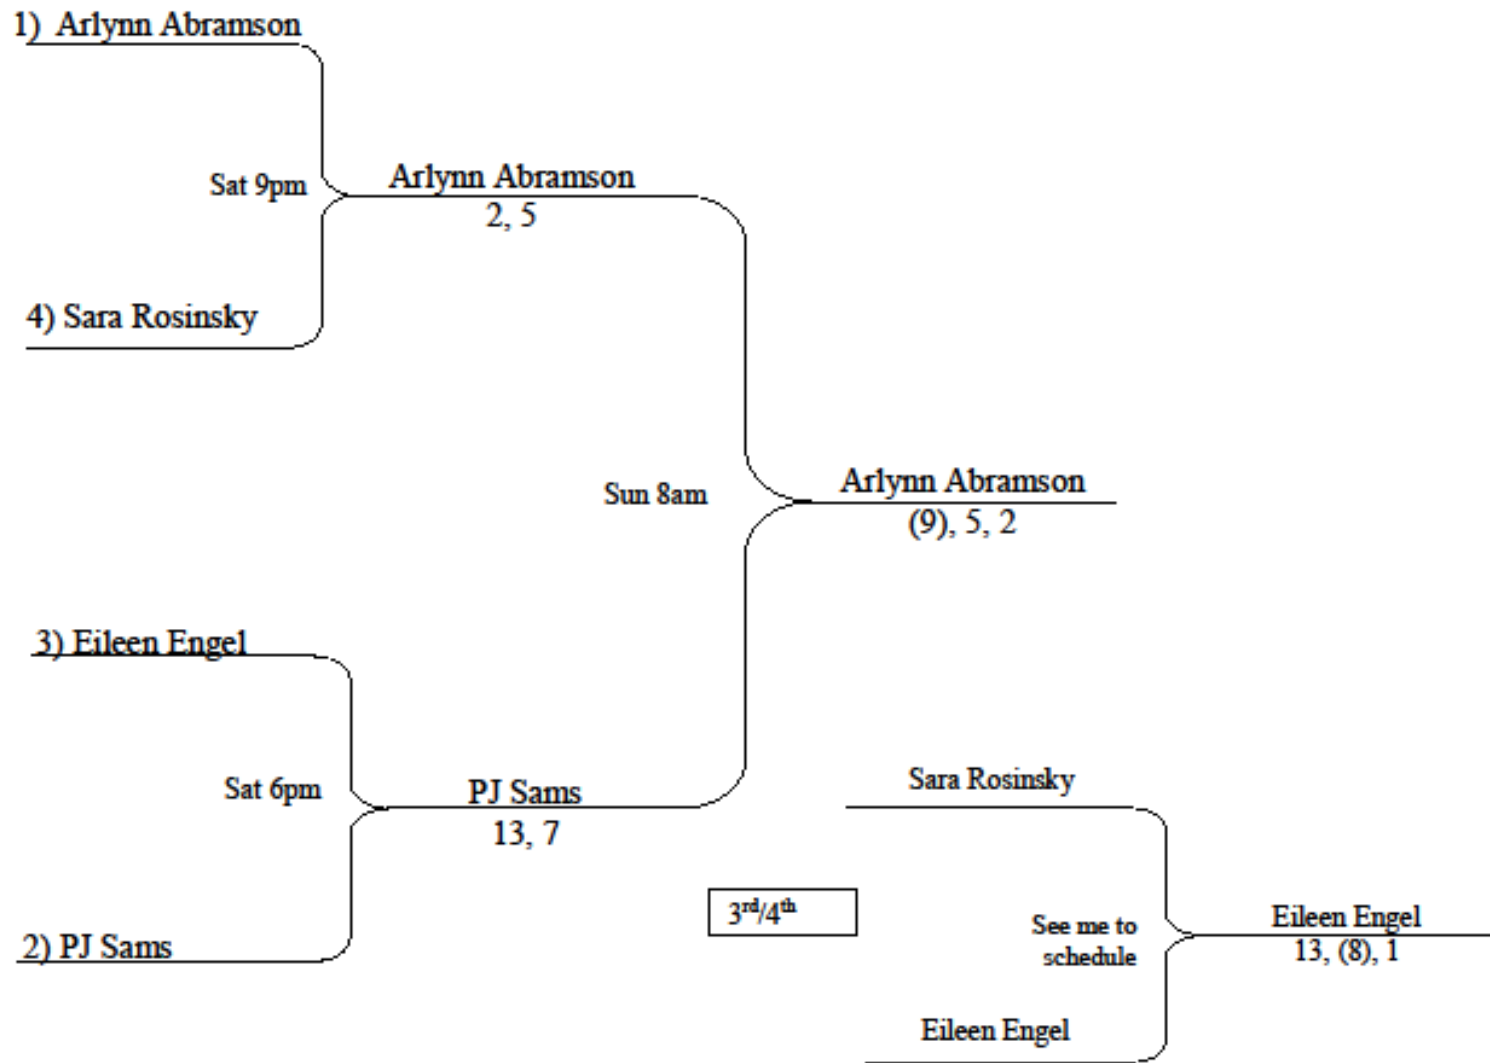 1) Arlynn Abramson
Sat 9pm
Arlynn Abramson
2, 5
4) Sara Rosinsky
Sun 8am
Arlynn Abramson
(9), 5, 2
3) Eileen Engel
Sat 6pm
PJ Sams
13, 7
2) PJ Sams
3rd/4th
Sara Rosinsky
See me to
schedule
Eileen Engel
13, (8), 1
Eileen Engel